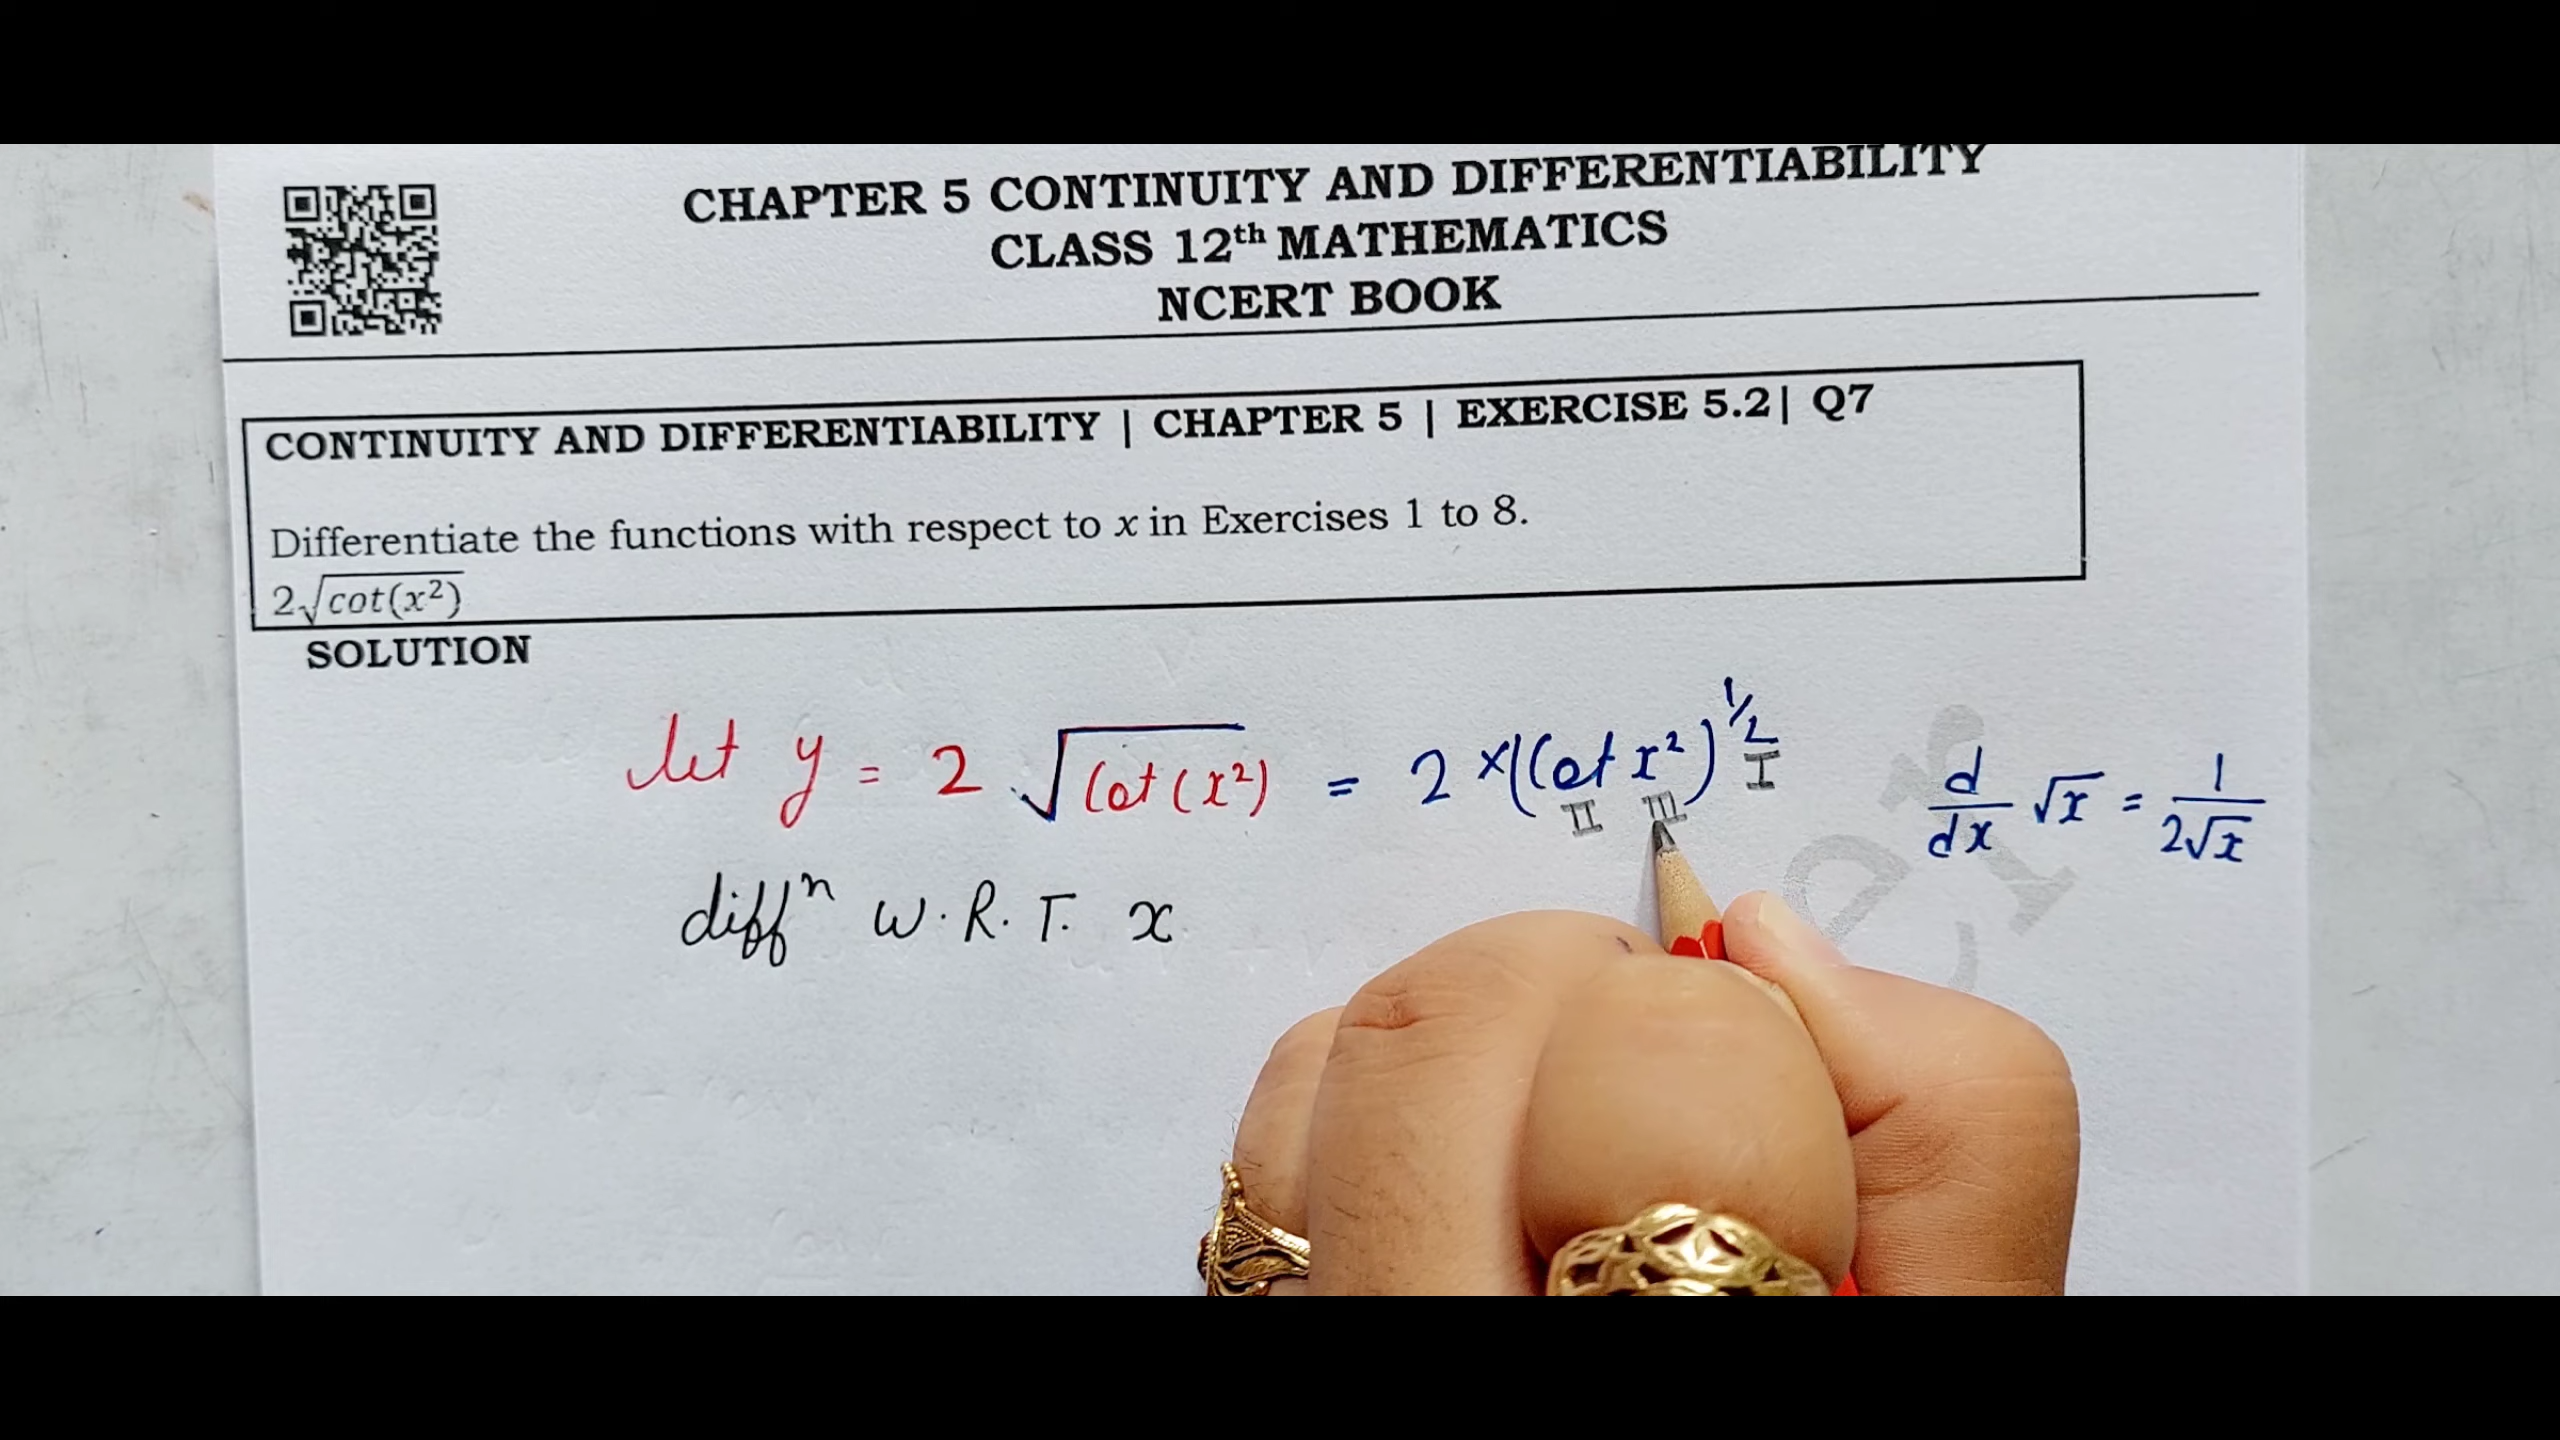 CHAPTER 5 CONTINUITY AND DIFFERENTIABILITY
CLASS 12th MATHEMATICS
NCERT BOOK
CONTINUITY AND DIFFERENTIABILITY | CHAPTER 5 | EXERCISE 5.2| Q7
Differentiate the functions with respect to x in Exercises 1 to 8.
2√cot(x²)
SOLUTION
let y = 2 √Cot(x²) = 2 × (Cot x²)^1/2
I
II III
d/dx √x = 1/2√x
diffⁿ W.R.T. x